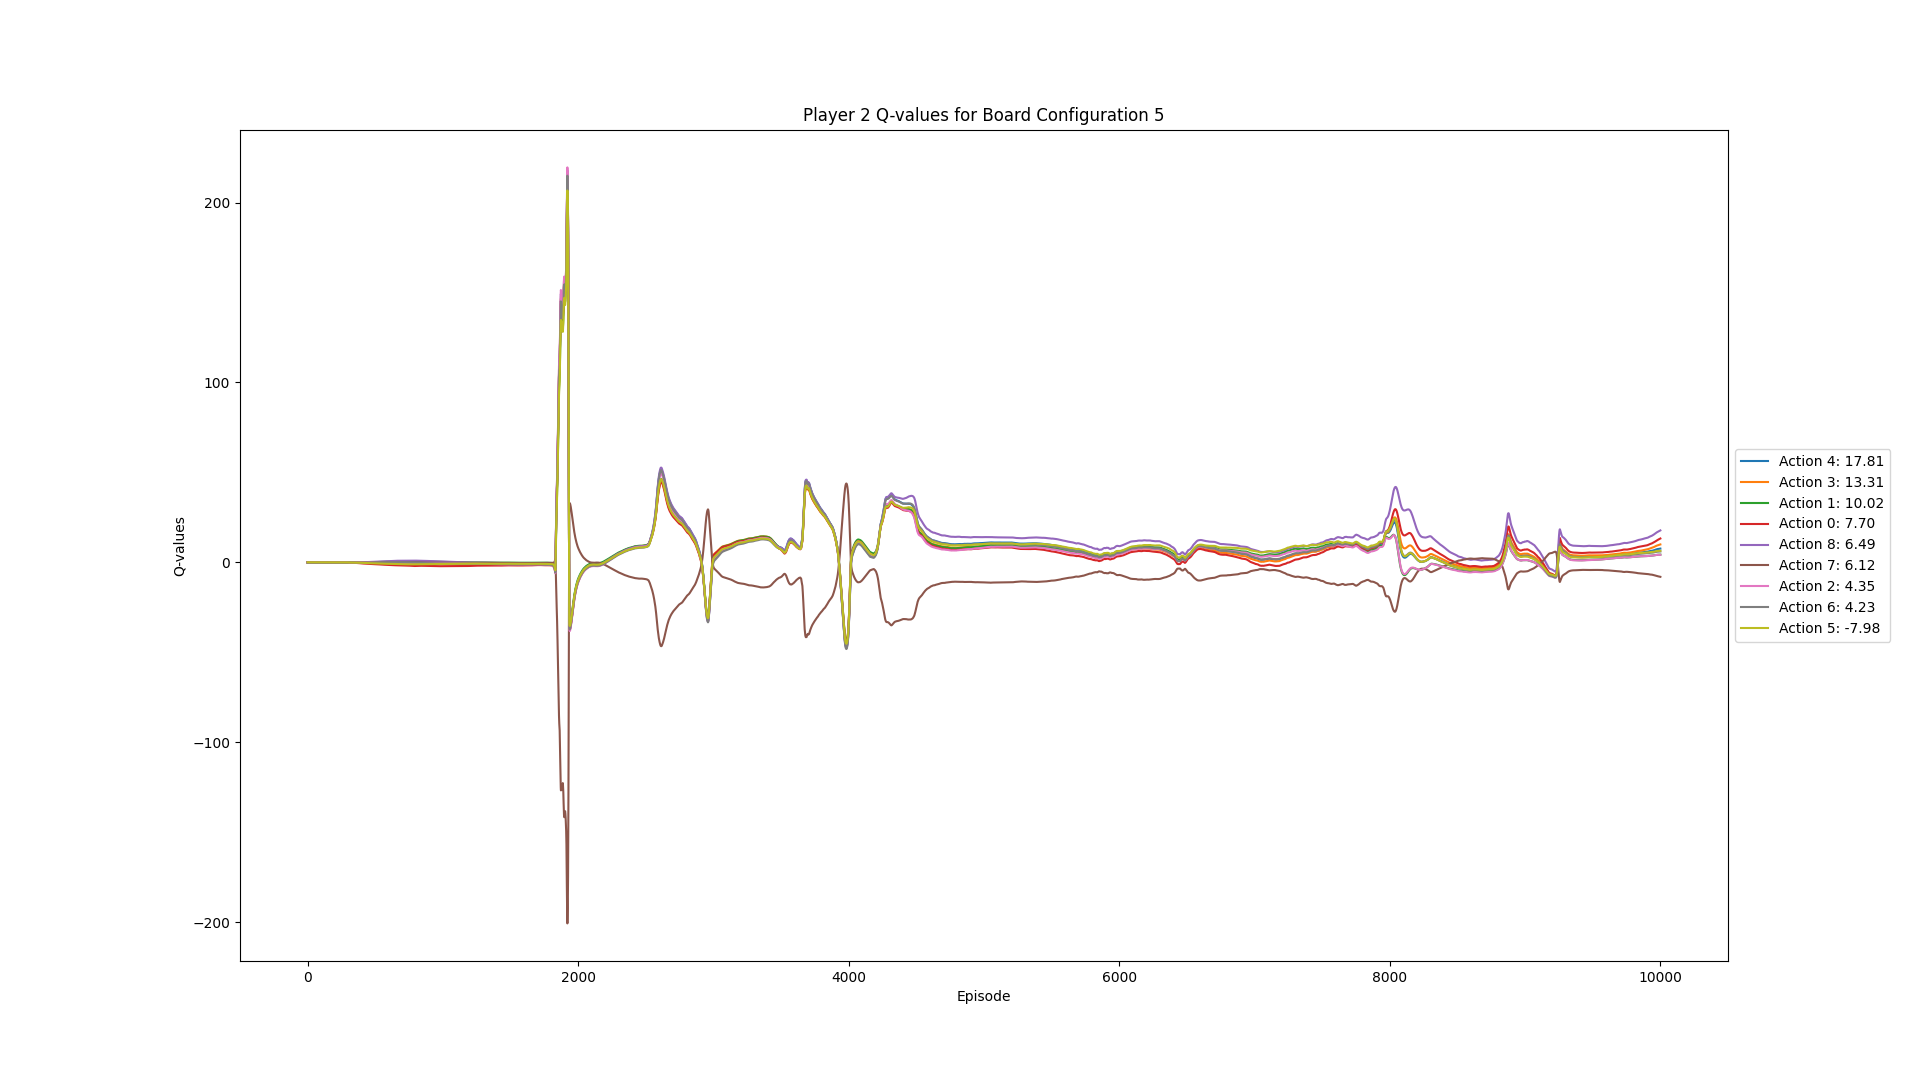 Player 2 Q-values for Board Configuration 5
200
100
0
−100
−200
Q-values
0
2000
4000
6000
8000
10000
Episode
Action 4: 17.81
Action 3: 13.31
Action 1: 10.02
Action 0: 7.70
Action 8: 6.49
Action 7: 6.12
Action 2: 4.35
Action 6: 4.23
Action 5: -7.98